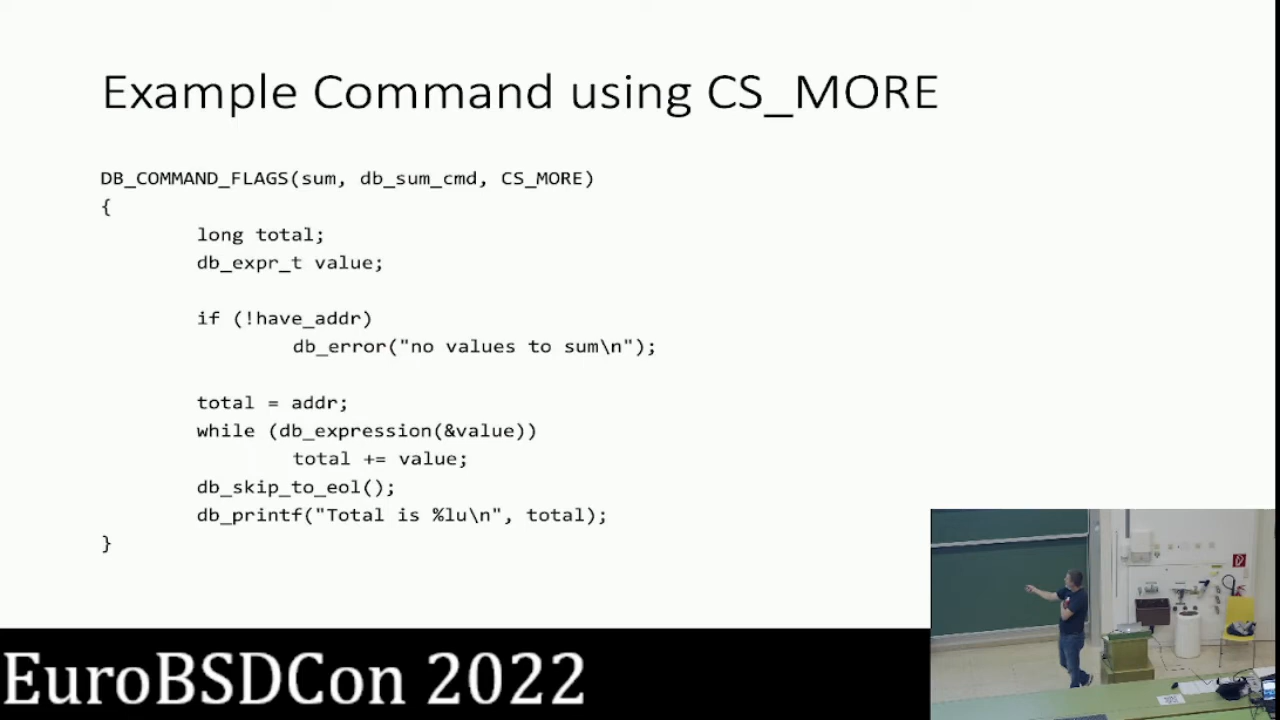 Example Command using CS_MORE
DB_COMMAND_FLAGS(sum, db_sum_cmd, CS_MORE)
{
long total;
db_expr_t value;
if (!have_addr)
db_error("no values to sum\n");
total = addr;
while (db_expression(&value))
total += value;
db_skip_to_eol();
db_printf("Total is %lu\n", total);
}
EuroBSDCon 2022